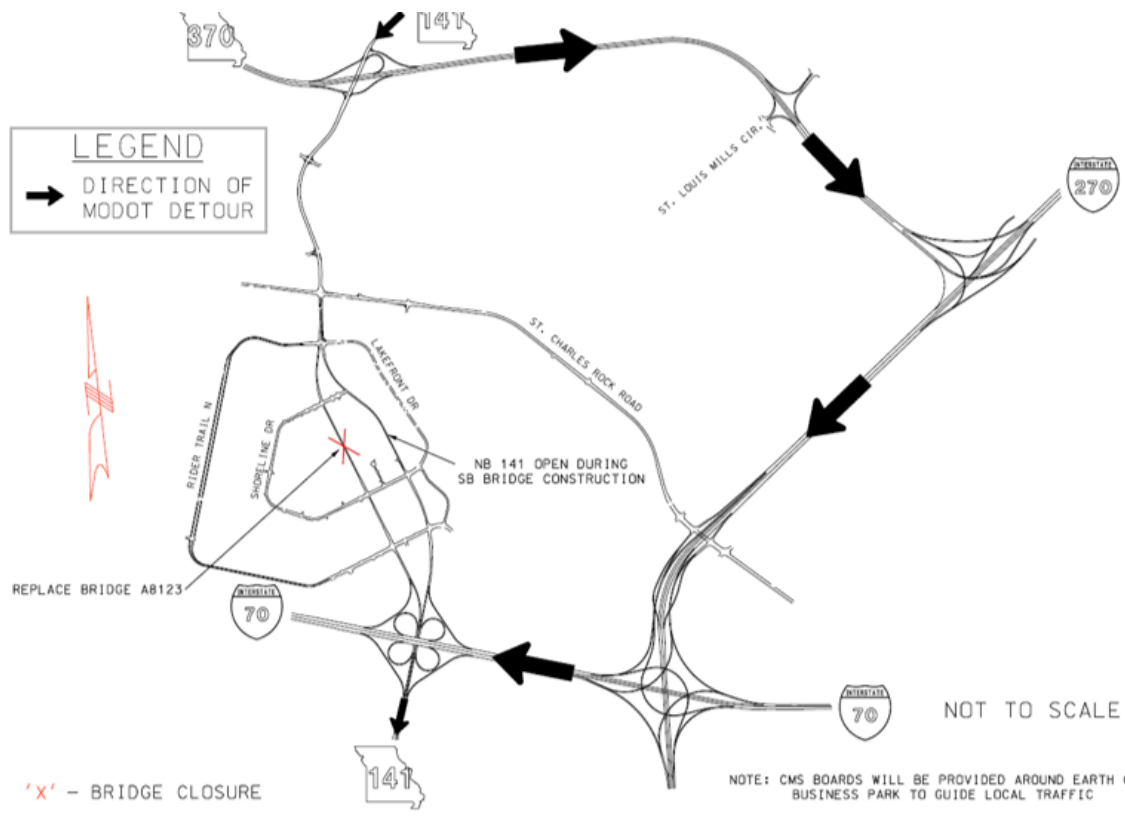 370
141
LEGEND
DIRECTION OF
MODOT DETOUR
ST. LOUIS MILLS CIR.
INTERSTATE
270
ST. CHARLES ROCK ROAD
LAKEFRONT DR
RIDER TRAIL N
SHORELINE DR
NB 141 OPEN DURING
SB BRIDGE CONSTRUCTION
REPLACE BRIDGE A8123
INTERSTATE
70
INTERSTATE
70
NOT TO SCALE
141
'X' - BRIDGE CLOSURE
NOTE: CMS BOARDS WILL BE PROVIDED AROUND EARTH
BUSINESS PARK TO GUIDE LOCAL TRAFFIC